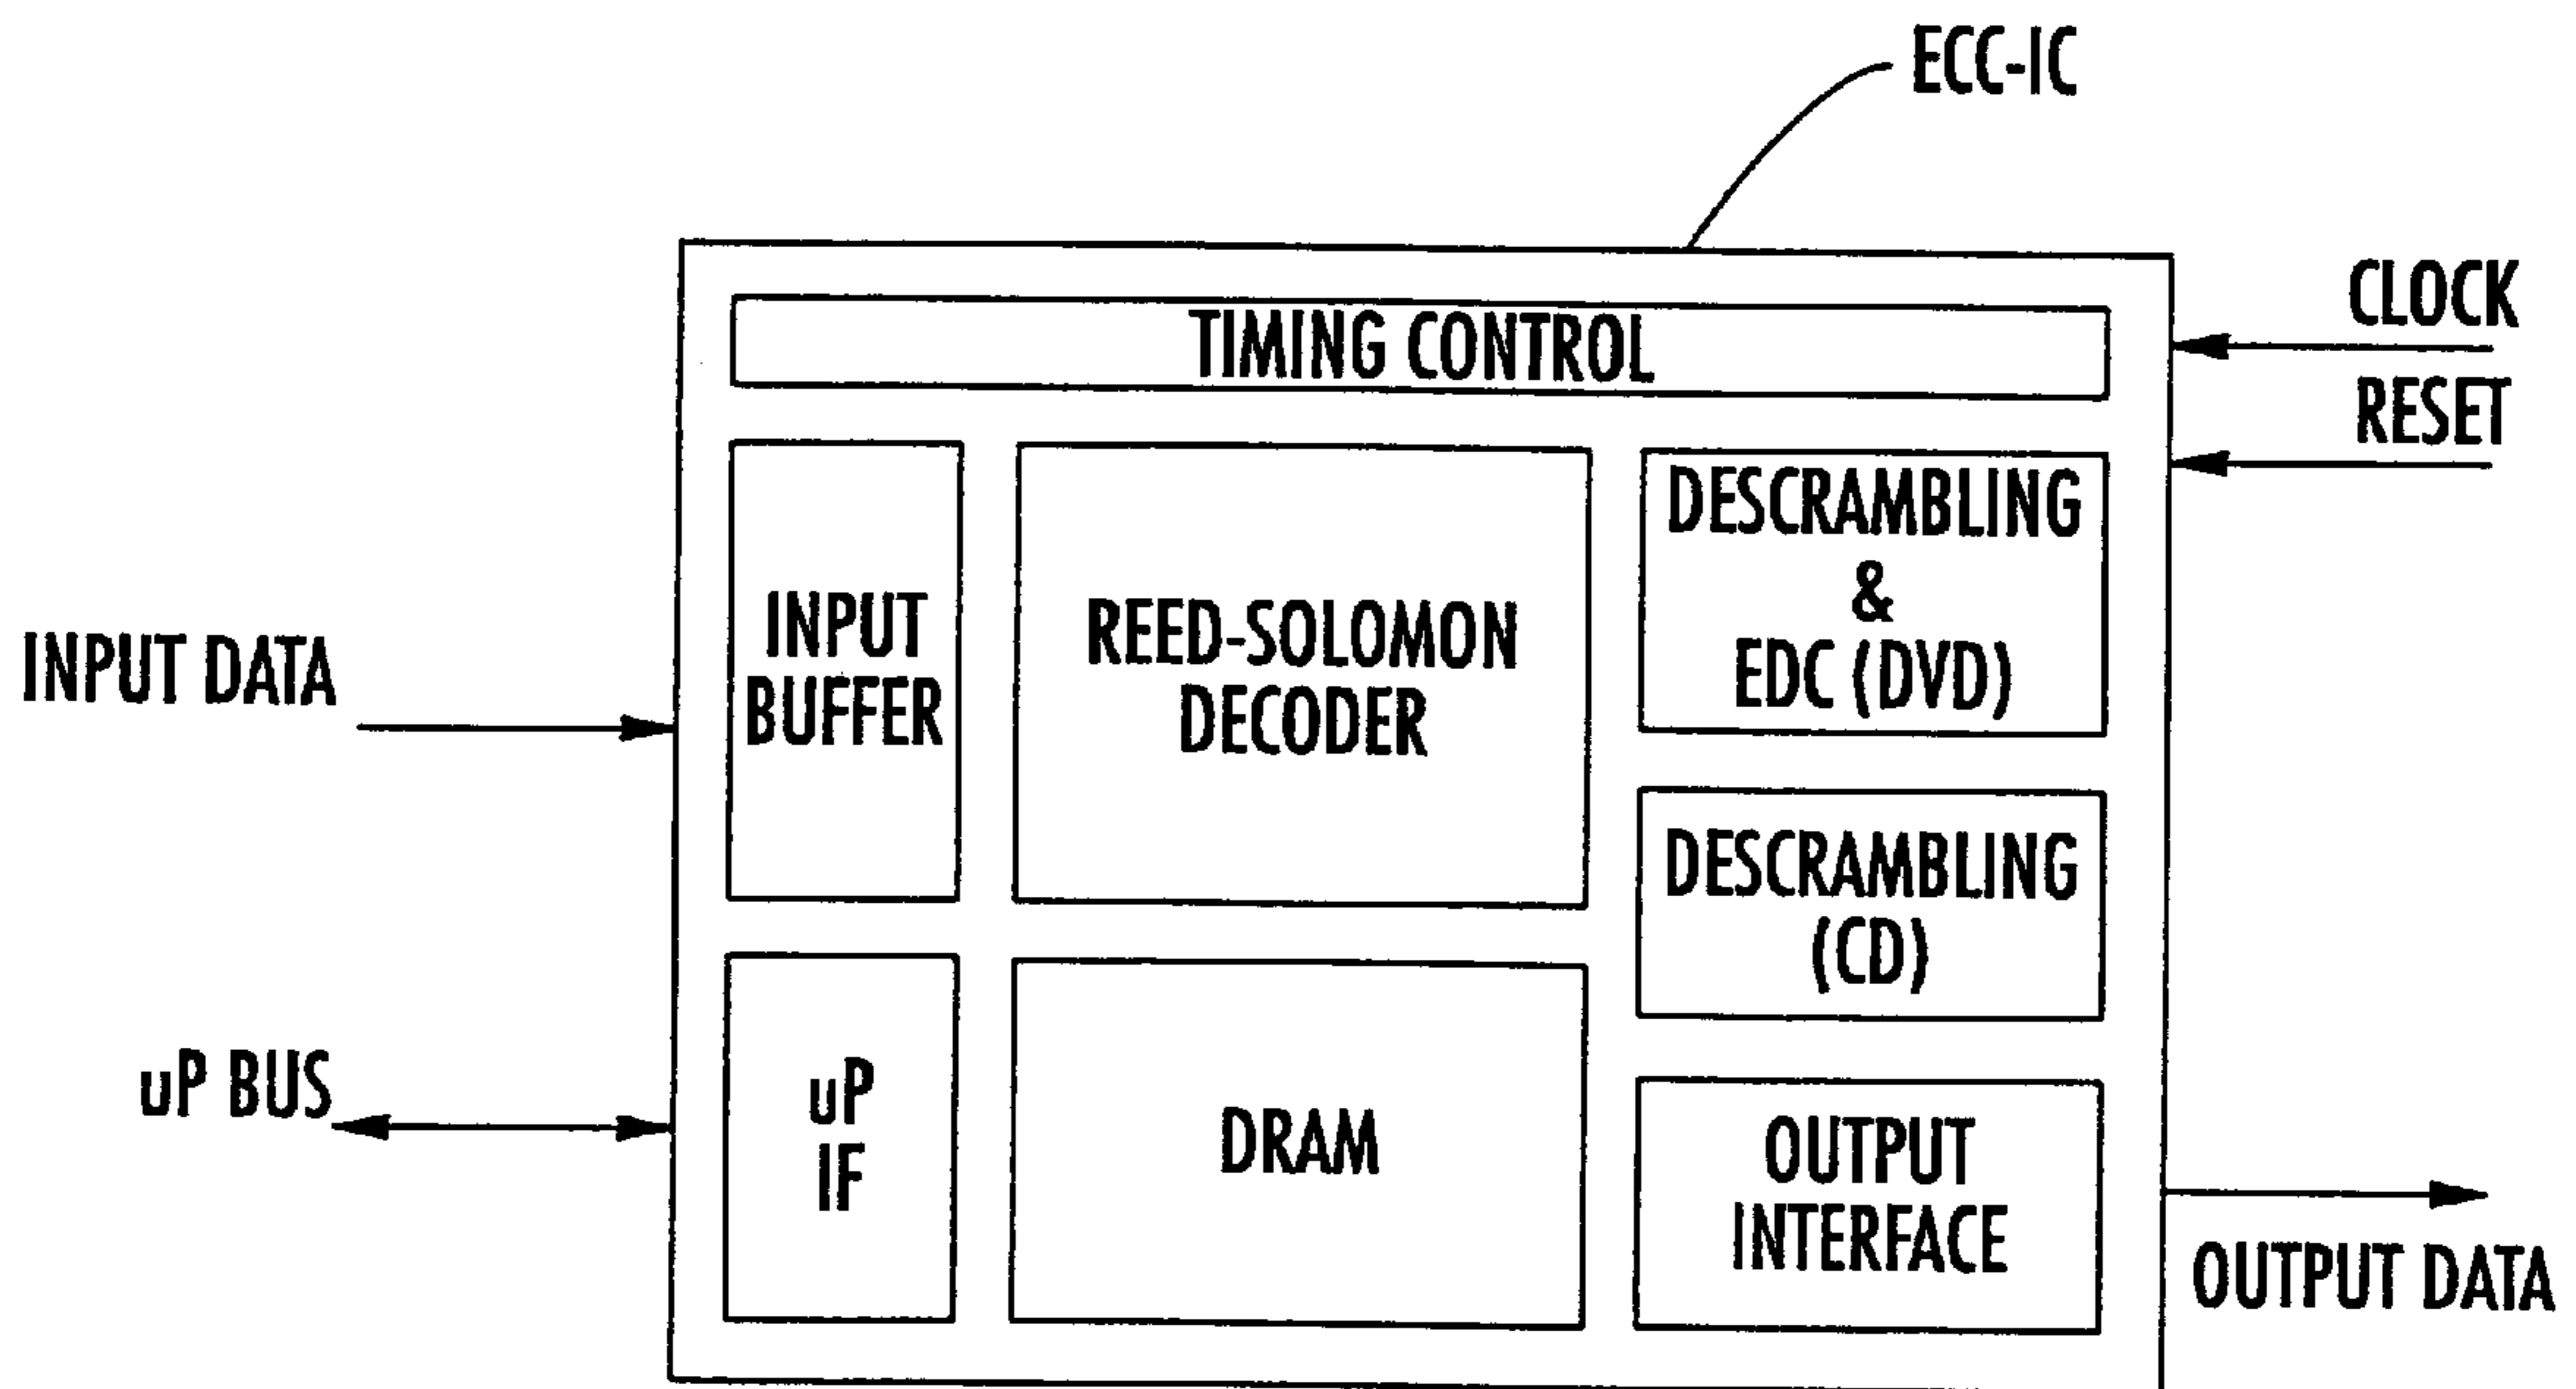 ECC-IC
CLOCK
TIMING CONTROL
RESET
INPUT DATA
INPUT
BUFFER
REED-SOLOMON
DECODER
DESCRAMBLING
&
EDC (DVD)
DESCRAMBLING
(CD)
uP BUS
uP
IF
DRAM
OUTPUT
INTERFACE
OUTPUT DATA